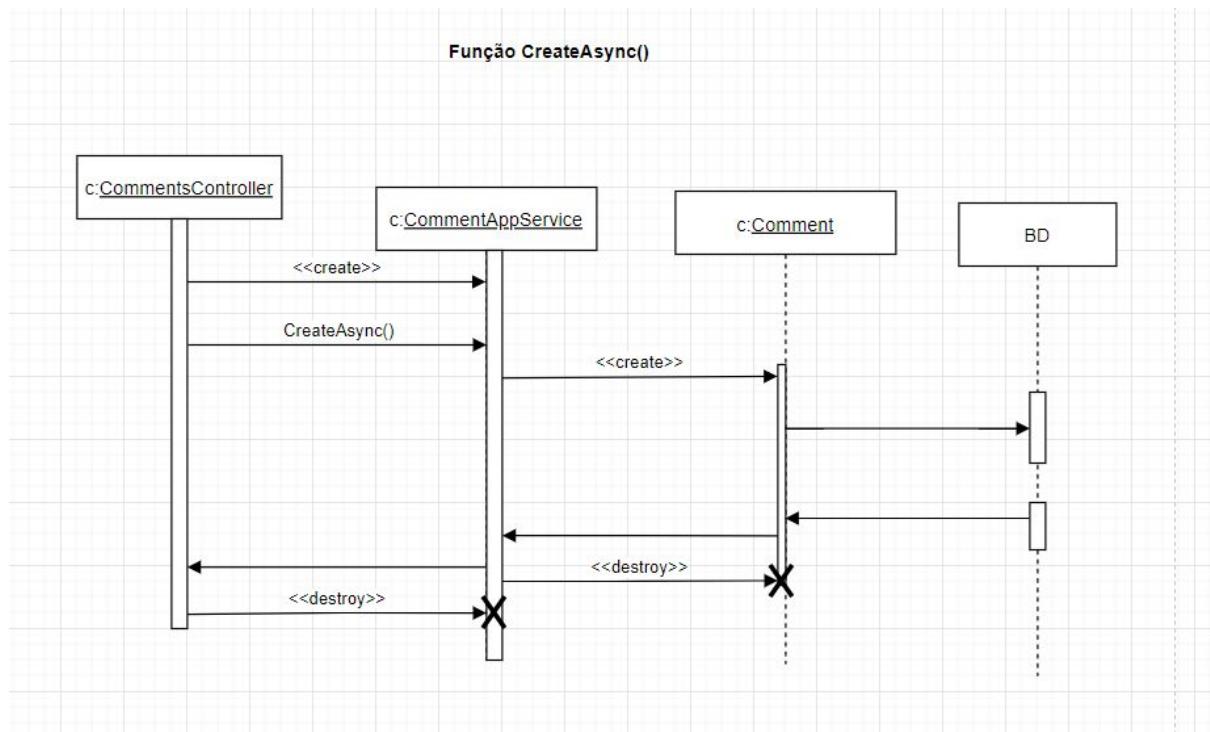 Função CreateAsync()
c:CommentsController
c:CommentAppService
c:Comment
BD
<<create>>
CreateAsync()
<<create>>
<<destroy>>
<<destroy>>